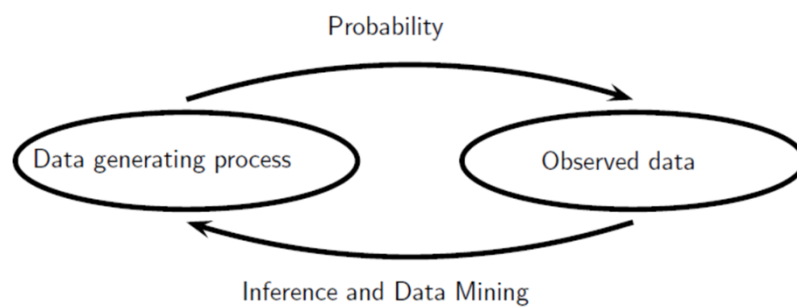 Probability
Data generating process
Observed data
Inference and Data Mining